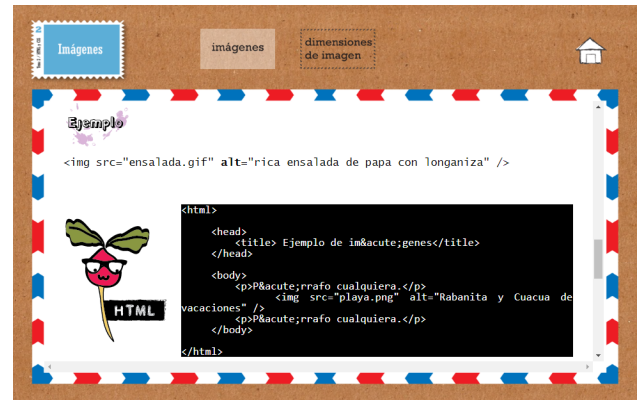 Imágenes
imágenes
dimensiones
de imagen
Ejemplo
<img src="ensalada.gif" alt="rica ensalada de papa con longaniza" />
<html>
<head>
<title> Ejemplo de im&acute;genes</title>
</head>
<body>
<p>P&acute;rrafo cualquiera.</p>
<img src="playa.png" alt="Rabanita y Cuacua de
vacaciones" />
<p>P&acute;rrafo cualquiera.</p>
</body>
</html>
HTML